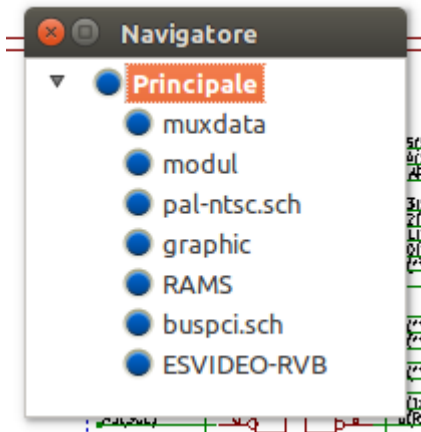 Navigatore
Principale
muxdata
modul
pal-ntsc.sch
graphic
RAMS
buspci.sch
ESVIDEO-RVB